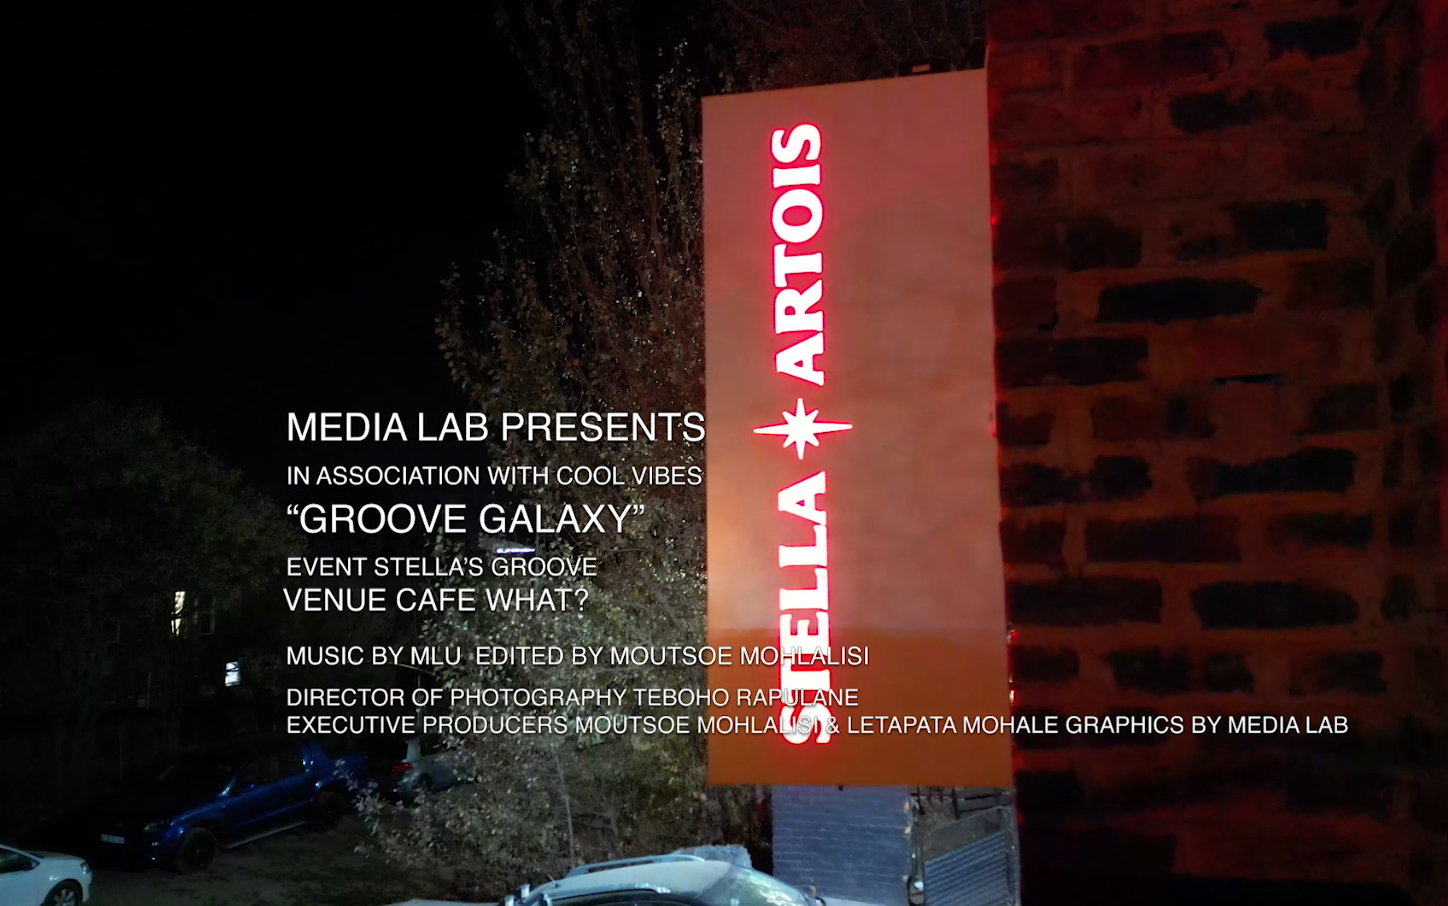 STELLA ARTOIS
MEDIA LAB PRESENTS
IN ASSOCIATION WITH COOL VIBES
“GROOVE GALAXY”
EVENT STELLA’S GROOVE
VENUE CAFE WHAT?
MUSIC BY MLU EDITED BY MOUTSOE MOHLALISI
DIRECTOR OF PHOTOGRAPHY TEBOHO RAPULANE
EXECUTIVE PRODUCERS MOUTSOE MOHLALISI & LETAPATA MOHALE GRAPHICS BY MEDIA LAB